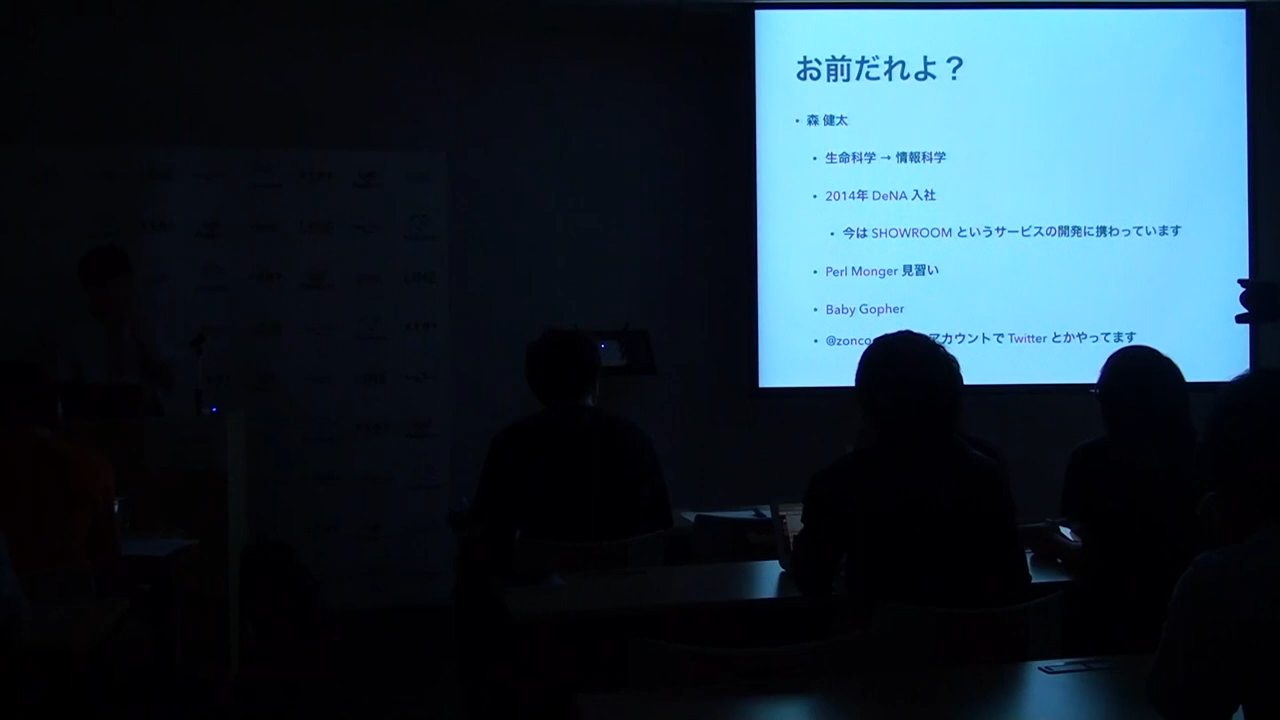 お前だれよ？
• 森 健太
• 生命科学 → 情報科学
• 2014年 DeNA 入社
• 今は SHOWROOM というサービスの開発に携わっています
• Perl Monger 見習い
• Baby Gopher
• アカウントで Twitter とかやってます